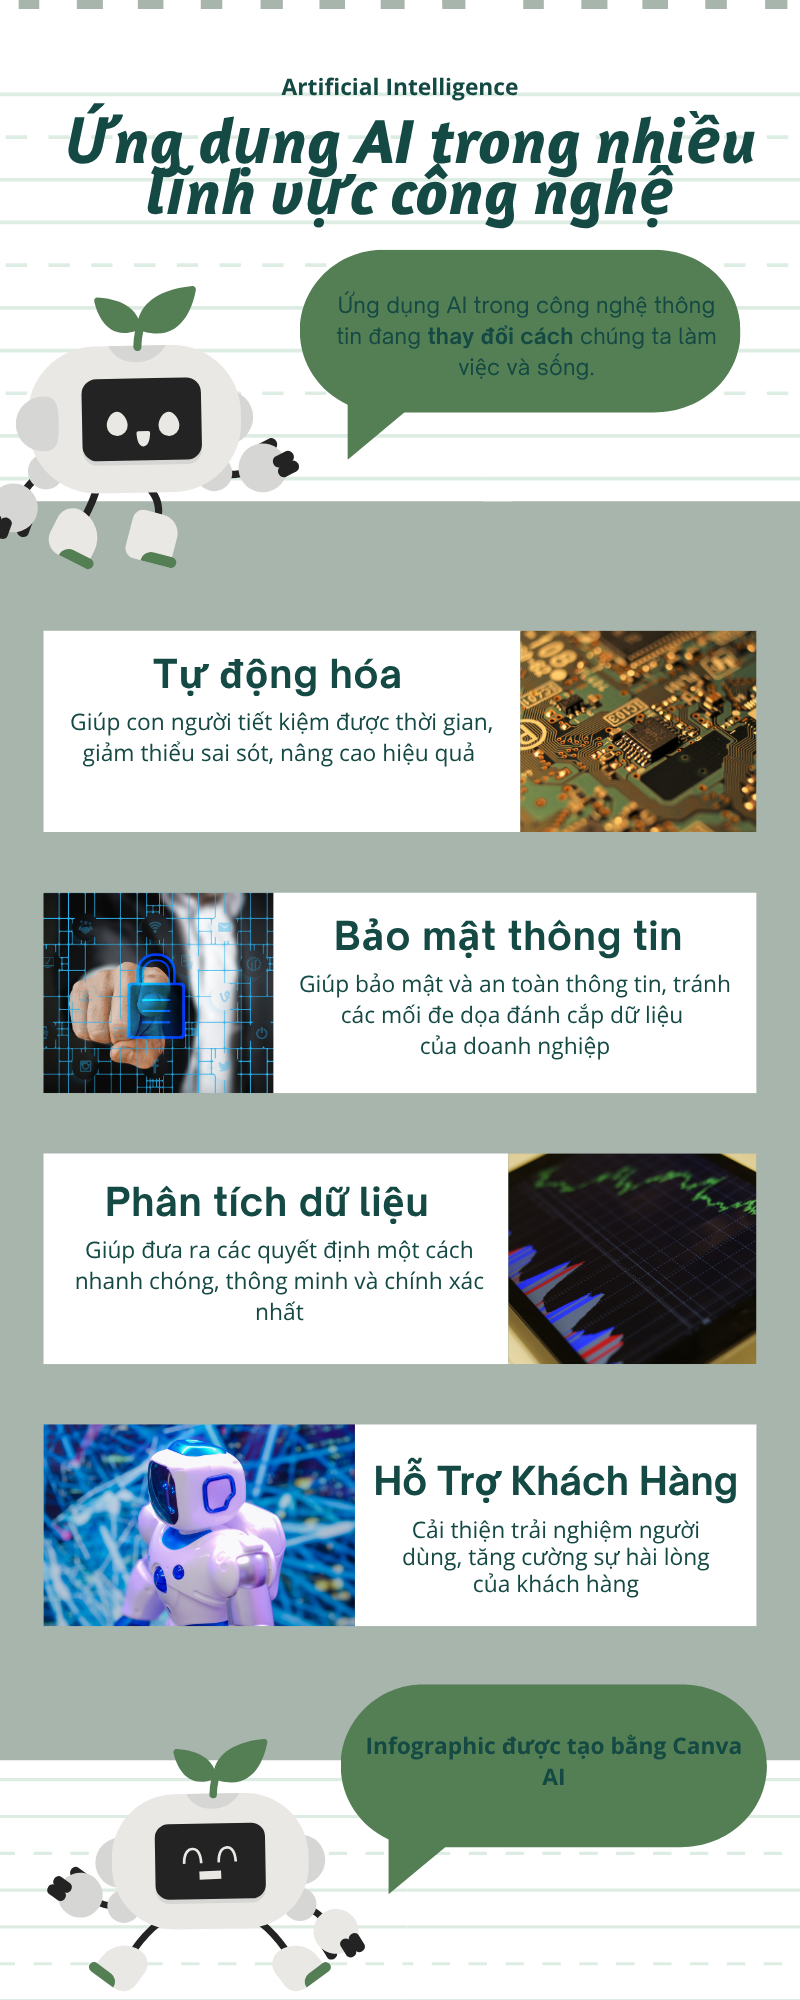 Artificial Intelligence
Ứng dụng AI trong nhiều
lĩnh vực công nghệ
Ứng dụng AI trong công nghệ thông
tin đang thay đổi cách chúng ta làm
việc và sống.
Tự động hóa
Giúp con người tiết kiệm được thời gian,
giảm thiểu sai sót, nâng cao hiệu quả
Bảo mật thông tin
Giúp bảo mật và an toàn thông tin, tránh
các mối đe dọa đánh cắp dữ liệu
của doanh nghiệp
Phân tích dữ liệu
Giúp đưa ra các quyết định một cách
nhanh chóng, thông minh và chính xác
nhất
Hỗ Trợ Khách Hàng
Cải thiện trải nghiệm người
dùng, tăng cường sự hài lòng
của khách hàng
Infographic được tạo bằng Canva
AI